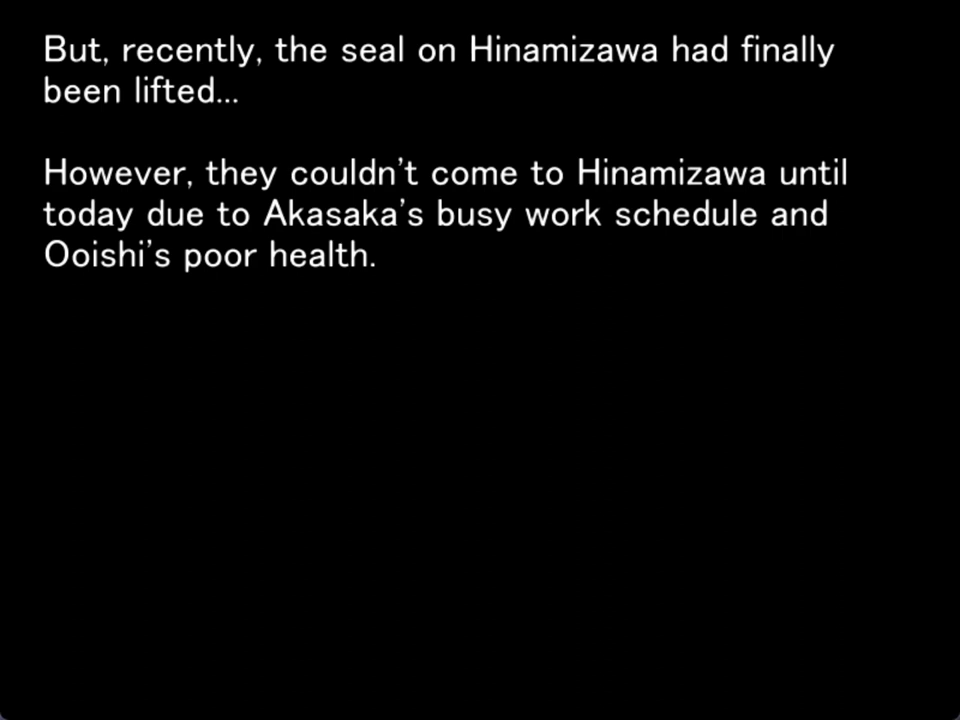 But, recently, the seal on Hinamizawa had finally
been lifted...
However, they couldn't come to Hinamizawa until
today due to Akasaka's busy work schedule and
Ooishi's poor health.